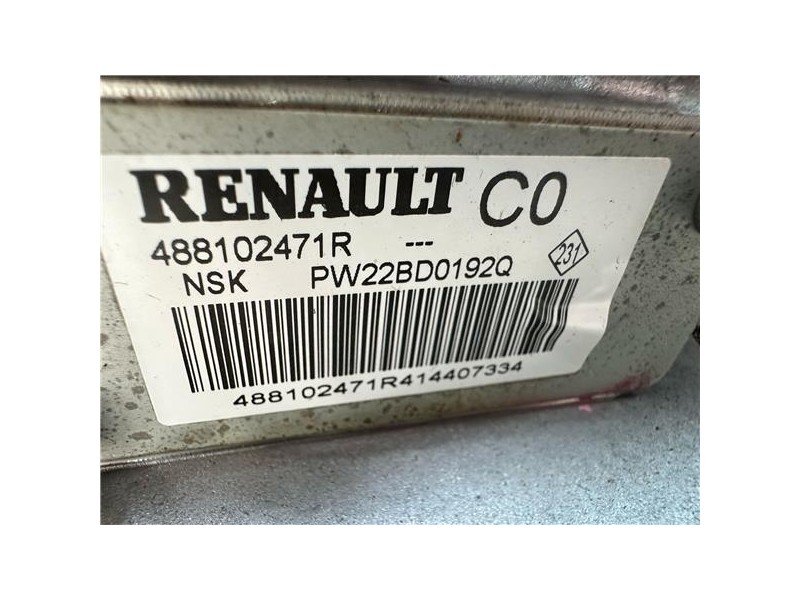 RENAULT C0
488102471R ---
231
NSK PW22BD0192Q
488102471R414407334